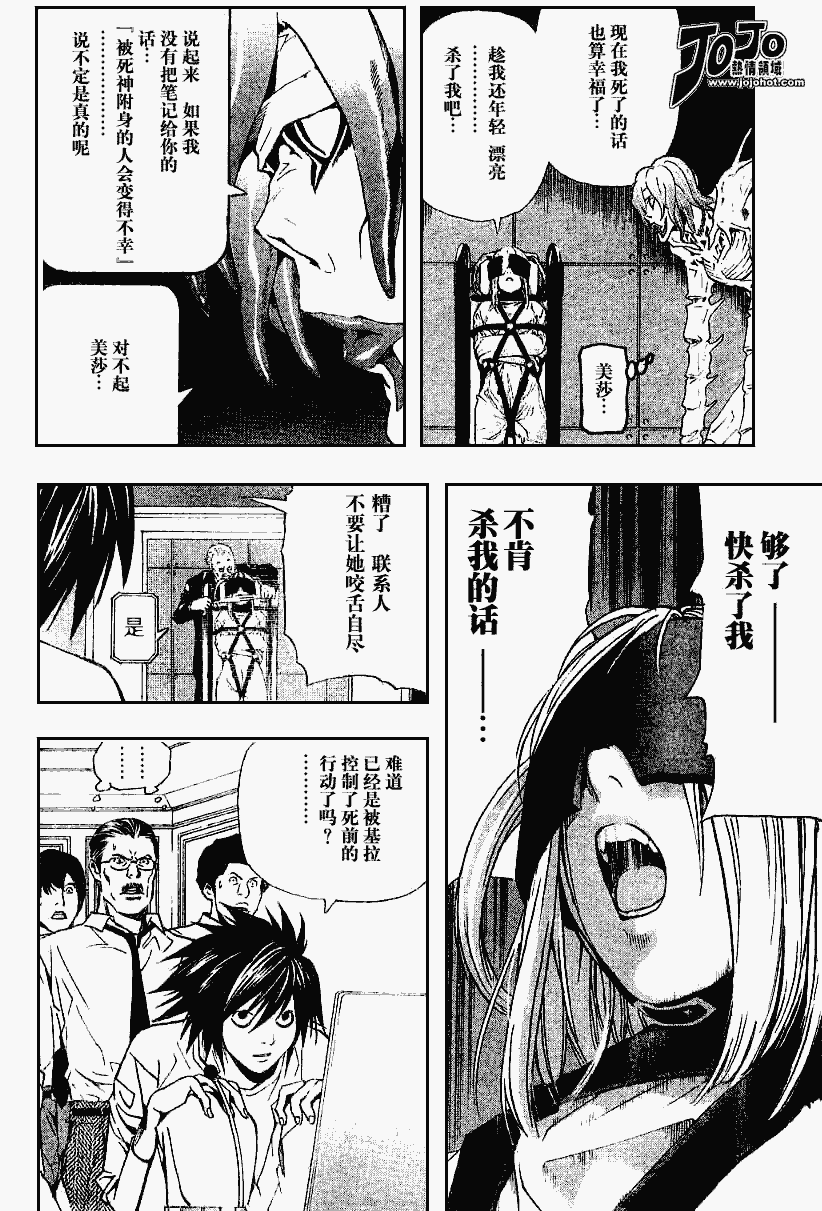 JOJO
熱情領域
www.jojohot.com
现在我死了的话
也算幸福了…
趁我还年轻 漂亮
…………
杀了我吧…
美莎…
说起来 如果我
没有把笔记给你的
话…
『被死神附身的人会变得不幸』
…………
说不定是真的呢
对不起
美莎…
够了——
快杀了我
不肯
杀我的话——…
糟了 联系人
不要让她咬舌自尽
是
难道
已经是被基拉
控制了死前的
行动了吗？
…………
……